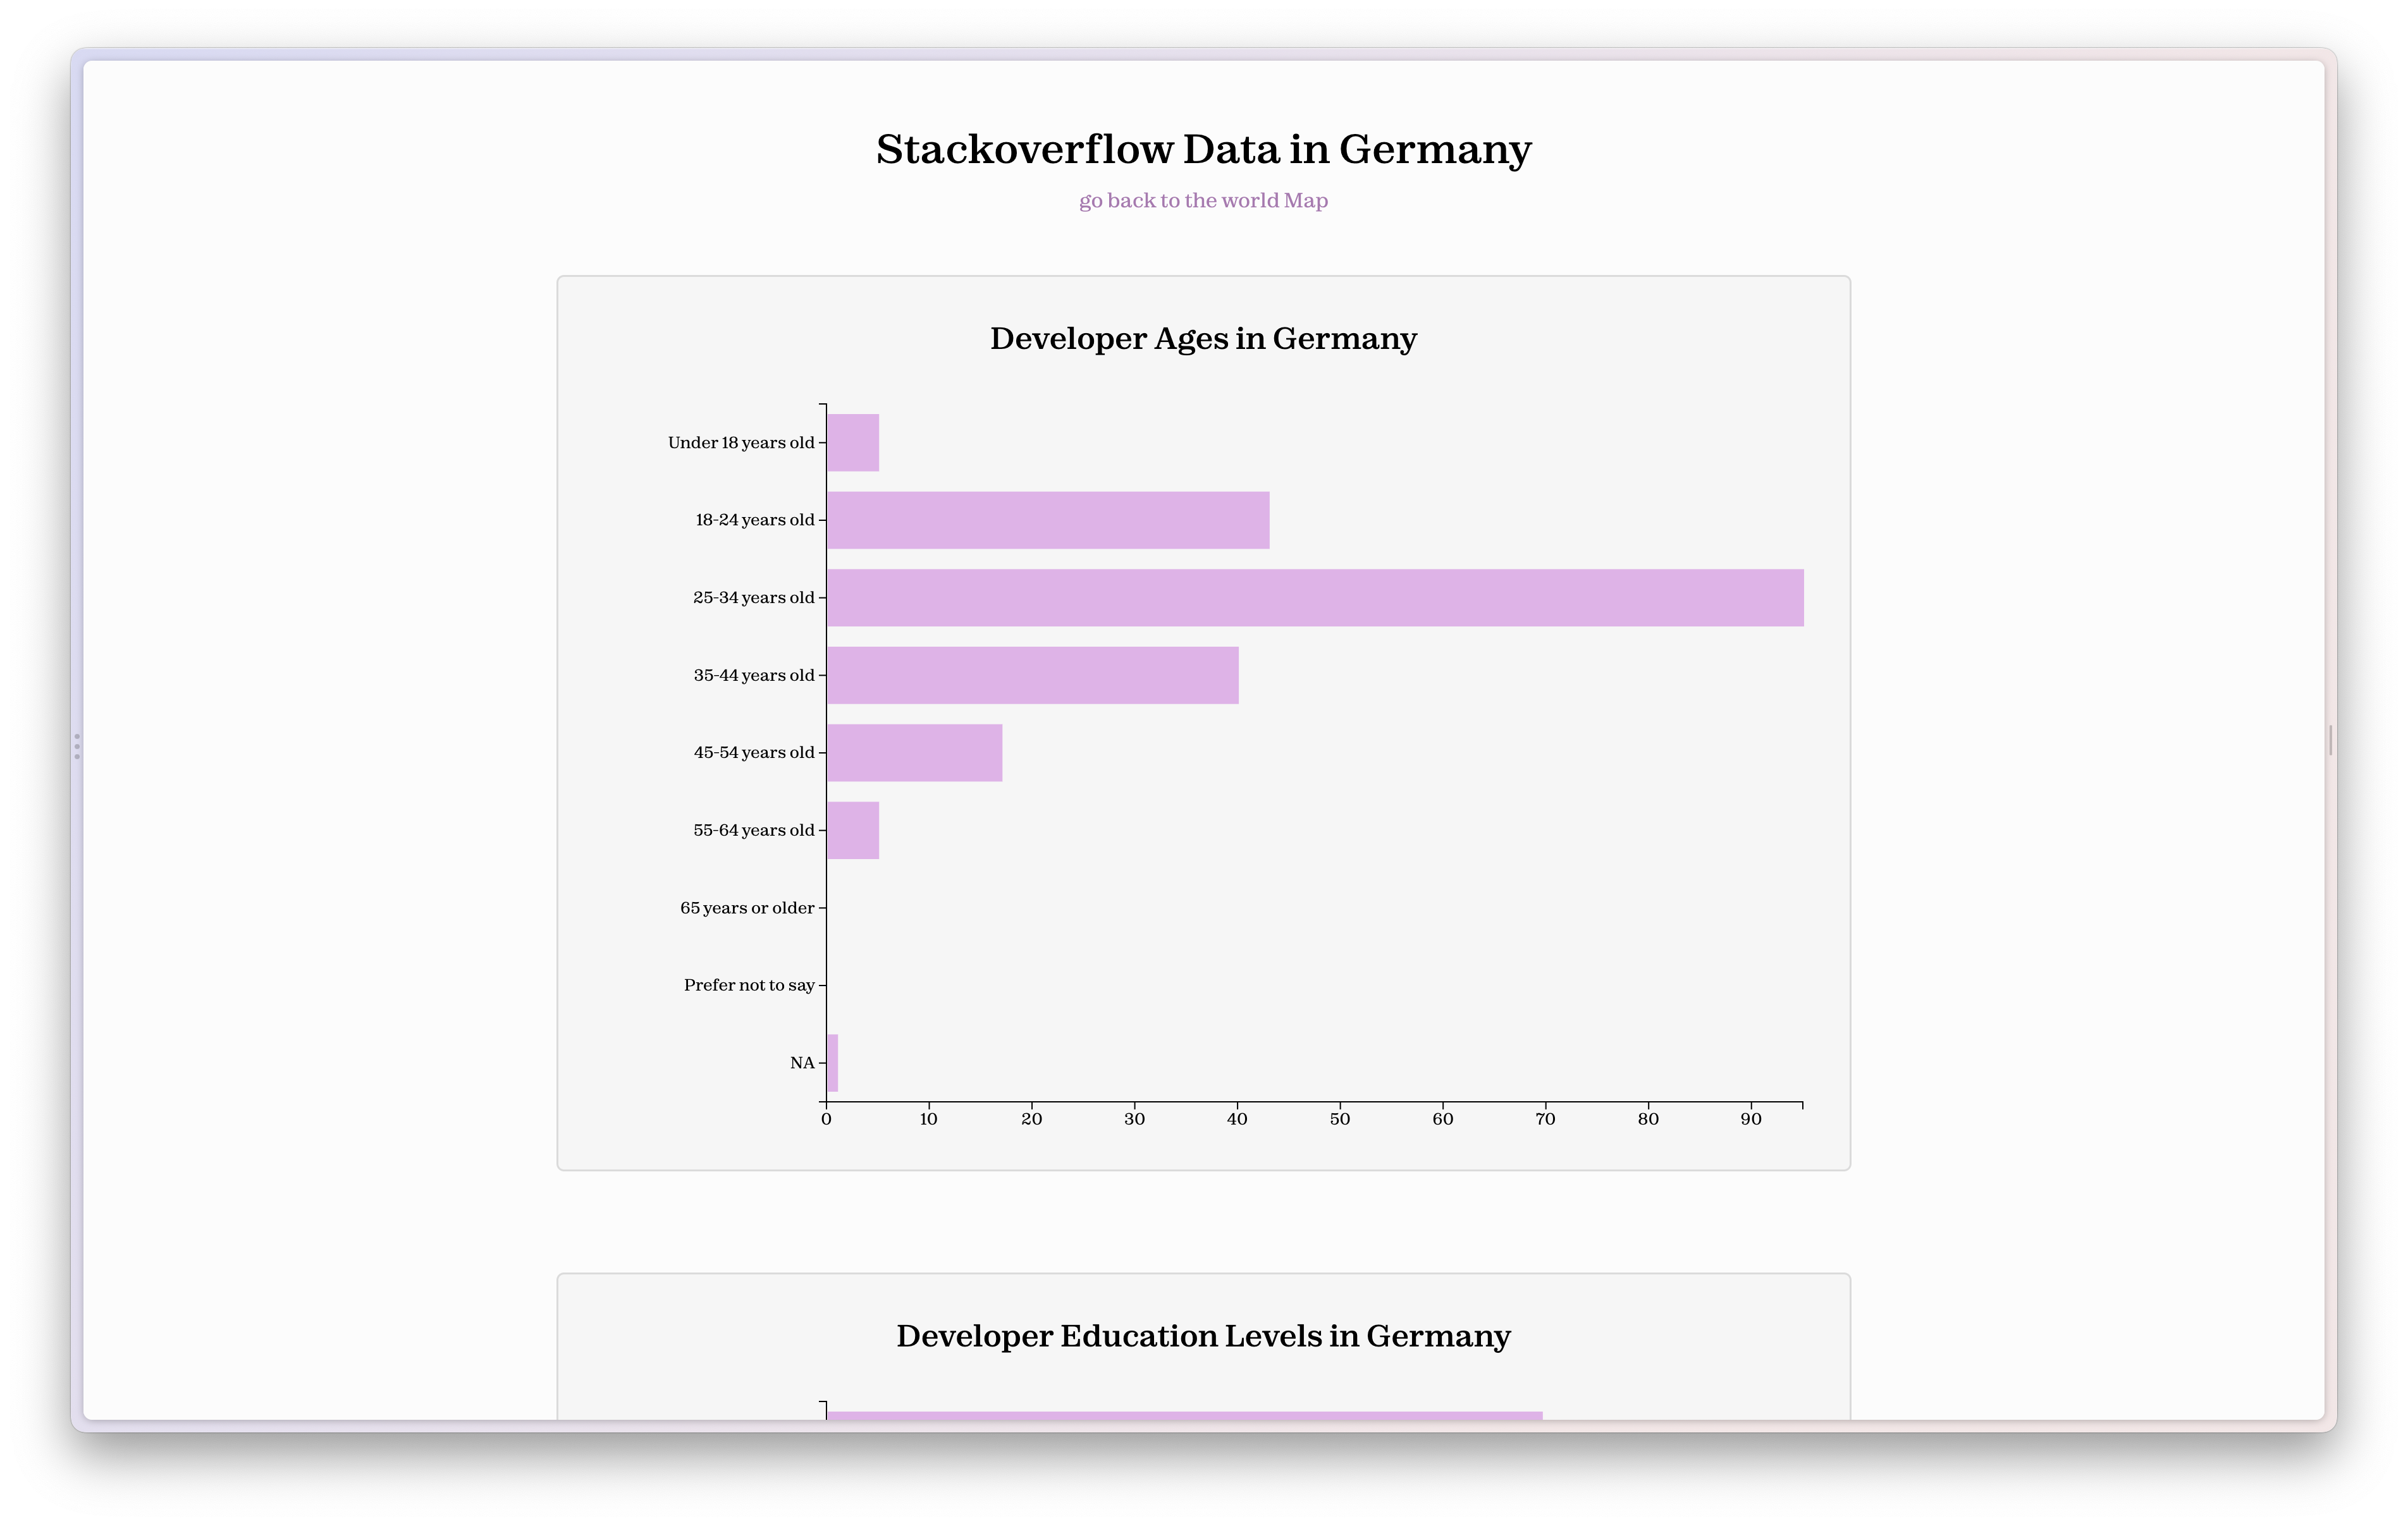 Stackoverflow Data in Germany
go back to the world Map
Developer Ages in Germany
Under 18 years old
18-24 years old
25-34 years old
35-44 years old
45-54 years old
55-64 years old
65 years or older
Prefer not to say
NA
0 10 20 30 40 50 60 70 80 90
Developer Education Levels in Germany